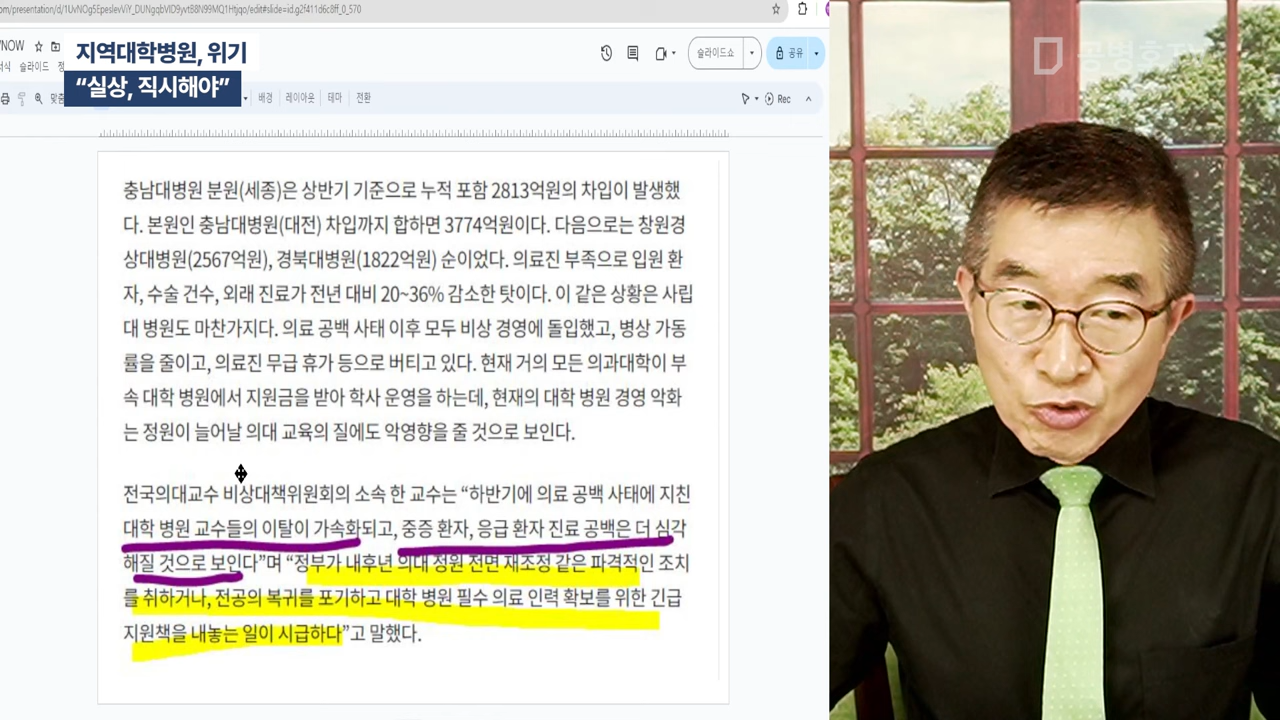 om/presentation/d/1UvNOg5EpeslevViY_DUNgqbVlD9yvtB8N99MQ1Htjqo/edit#slide=id.g2f411d6c8ff_0_570
NOW
지역대학병원, 위기
“실상, 직시해야”
슬라이드
슬라이드쇼
공유
공병호TV
맞춤
배경
레이아웃
테마
전환
Rec
충남대병원 분원(세종)은 상반기 기준으로 누적 포함 2813억원의 차입이 발생했
다. 본원인 충남대병원(대전) 차입까지 합하면 3774억원이다. 다음으로는 창원경
상대병원(2567억원), 경북대병원(1822억원) 순이었다. 의료진 부족으로 입원 환
자, 수술 건수, 외래 진료가 전년 대비 20~36% 감소한 탓이다. 이 같은 상황은 사립
대 병원도 마찬가지다. 의료 공백 사태 이후 모두 비상 경영에 돌입했고, 병상 가동
률을 줄이고, 의료진 무급 휴가 등으로 버티고 있다. 현재 거의 모든 의과대학이 부
속 대학 병원에서 지원금을 받아 학사 운영을 하는데, 현재의 대학 병원 경영 악화
는 정원이 늘어날 의대 교육의 질에도 악영향을 줄 것으로 보인다.
전국의대교수 비상대책위원회의 소속 한 교수는 “하반기에 의료 공백 사태에 지친
대학 병원 교수들의 이탈이 가속화되고, 중증 환자, 응급 환자 진료 공백은 더 심각
해질 것으로 보인다”며 “정부가 내후년 의대 정원 전면 재조정 같은 파격적인 조치
를 취하거나, 전공의 복귀를 포기하고 대학 병원 필수 의료 인력 확보를 위한 긴급
지원책을 내놓는 일이 시급하다”고 말했다.